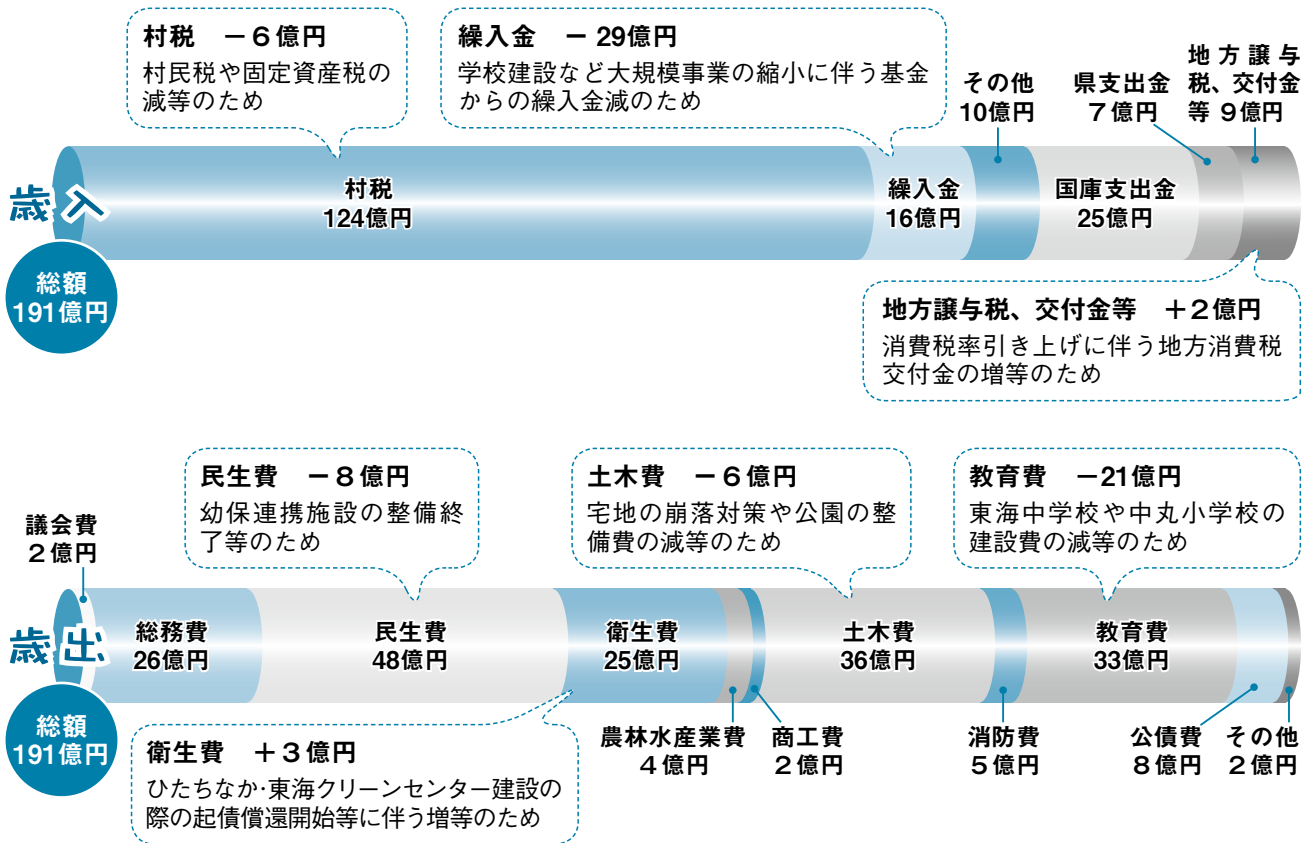 村税　－６億円
村民税や固定資産税の
減等のため
繰入金　－29億円
学校建設など大規模事業の縮小に伴う基金
からの繰入金減のため
その他
10億円
県支出金
７億円
地方譲与
税、交付金
等 ９億円
歳入
総額
191億円
村税
124億円
繰入金
16億円
国庫支出金
25億円
地方譲与税、交付金等　＋２億円
消費税率引き上げに伴う地方消費税
交付金の増等のため
議会費
２億円
民生費　－８億円
幼保連携施設の整備終
了等のため
土木費　－６億円
宅地の崩落対策や公園の整
備費の減等のため
教育費　－21億円
東海中学校や中丸小学校の
建設費の減等のため
歳出
総額
191億円
総務費
26億円
民生費
48億円
衛生費
25億円
土木費
36億円
教育費
33億円
衛生費　＋３億円
ひたちなか・東海クリーンセンター建設の
際の起債償還開始等に伴う増等のため
農林水産業費
４億円
商工費
２億円
消防費
５億円
公債費
８億円
その他
２億円